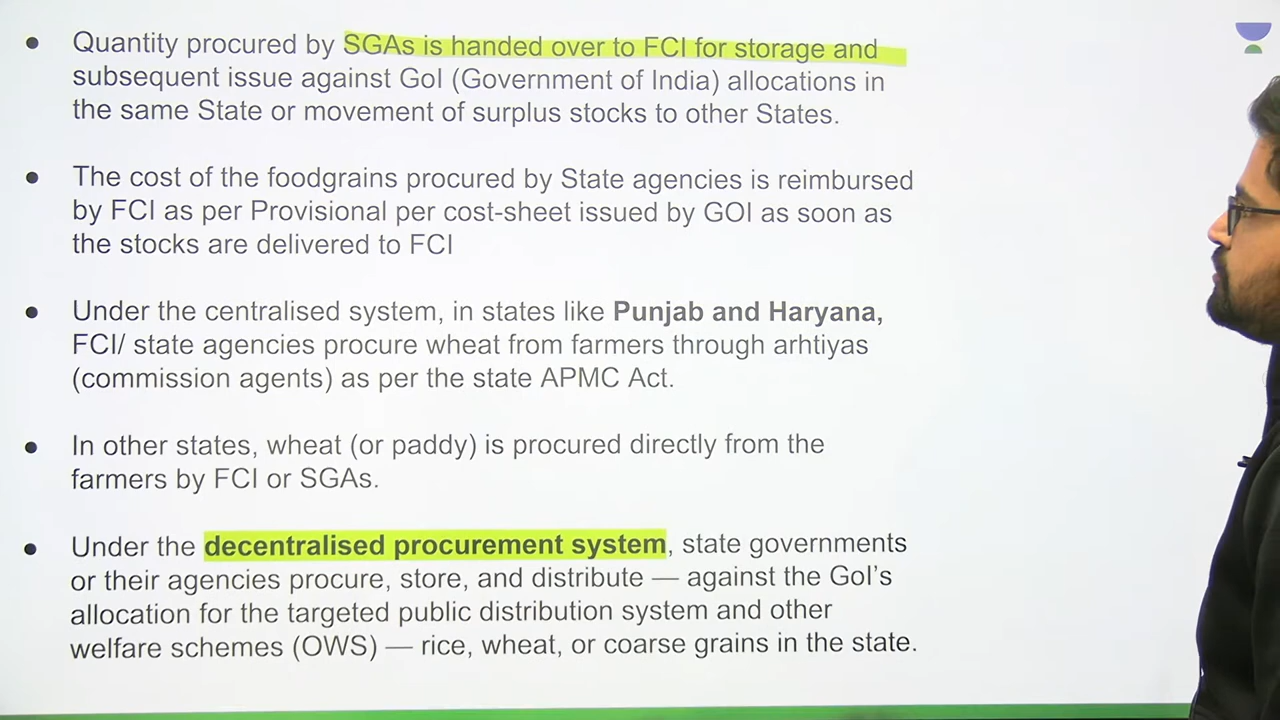 Quantity procured by SGAs is handed over to FCI for storage and
subsequent issue against GoI (Government of India) allocations in
the same State or movement of surplus stocks to other States.
The cost of the foodgrains procured by State agencies is reimbursed
by FCI as per Provisional per cost-sheet issued by GOI as soon as
the stocks are delivered to FCI
Under the centralised system, in states like Punjab and Haryana,
FCI/ state agencies procure wheat from farmers through arhtiyas
(commission agents) as per the state APMC Act.
In other states, wheat (or paddy) is procured directly from the
farmers by FCI or SGAs.
Under the decentralised procurement system, state governments
or their agencies procure, store, and distribute — against the GoI's
allocation for the targeted public distribution system and other
welfare schemes (OWS) — rice, wheat, or coarse grains in the state.